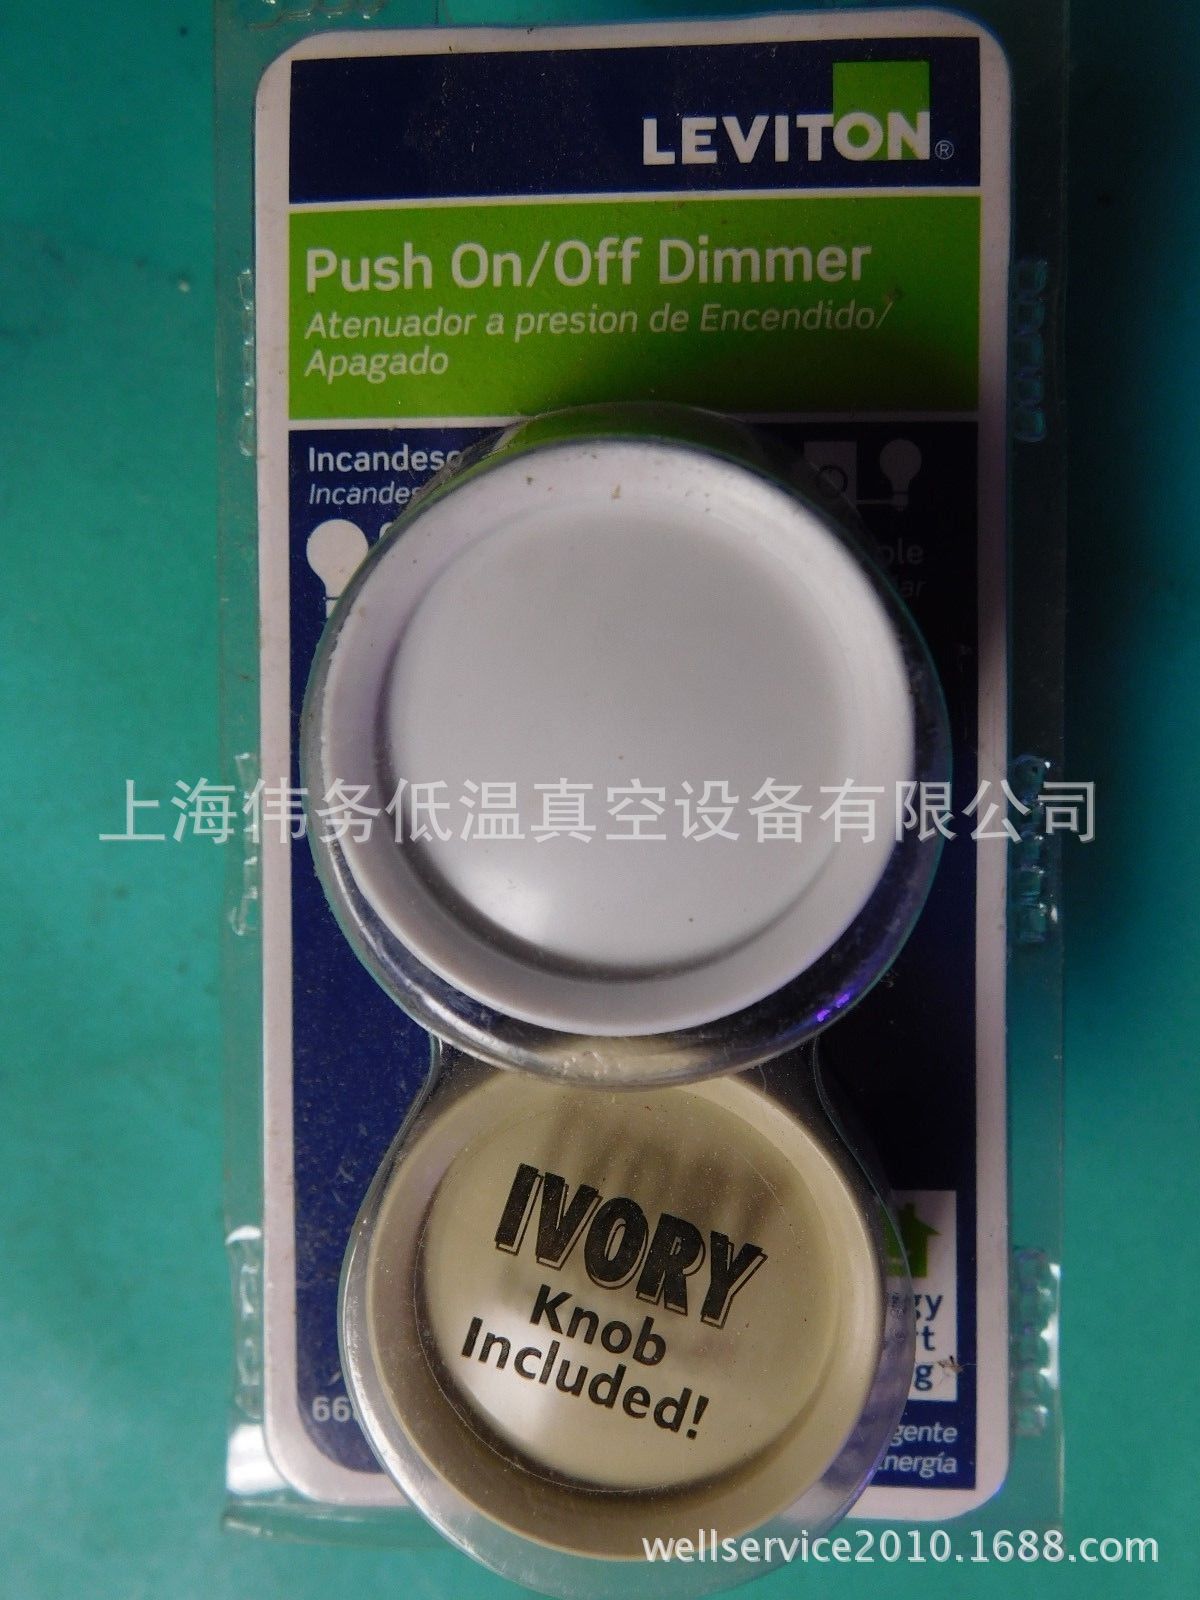 LEVITON®
Push On/Off Dimmer
Atenuador a presion de Encendido/
Apagado
上海伟务低温真空设备有限公司
IVORY
Knob
Included!
wellservice2010.1688.com